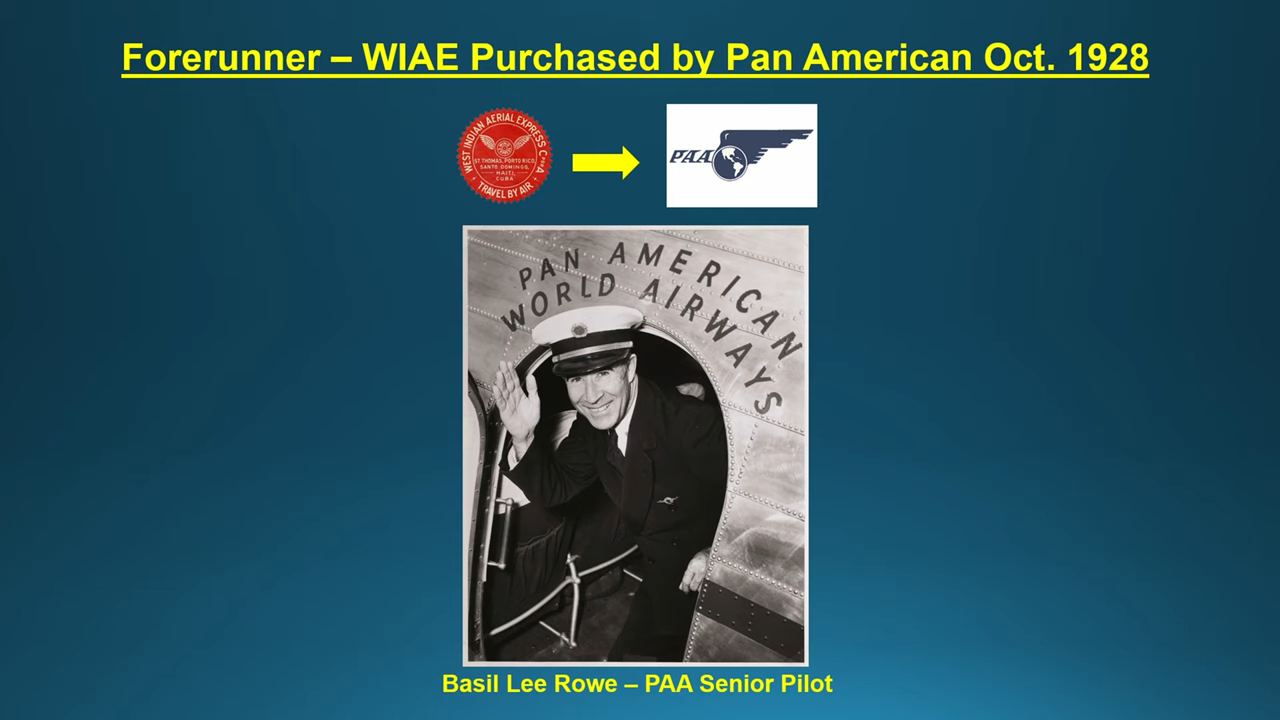 Forerunner – WIAE Purchased by Pan American Oct. 1928
WEST INDIAN AERIAL EXPRESS
ST. THOMAS, PORTO RICO,
SANTO DOMINGO,
HAITI,
CUBA
TRAVEL BY AIR
PAA
PAN AMERICAN
WORLD AIRWAYS
Basil Lee Rowe – PAA Senior Pilot